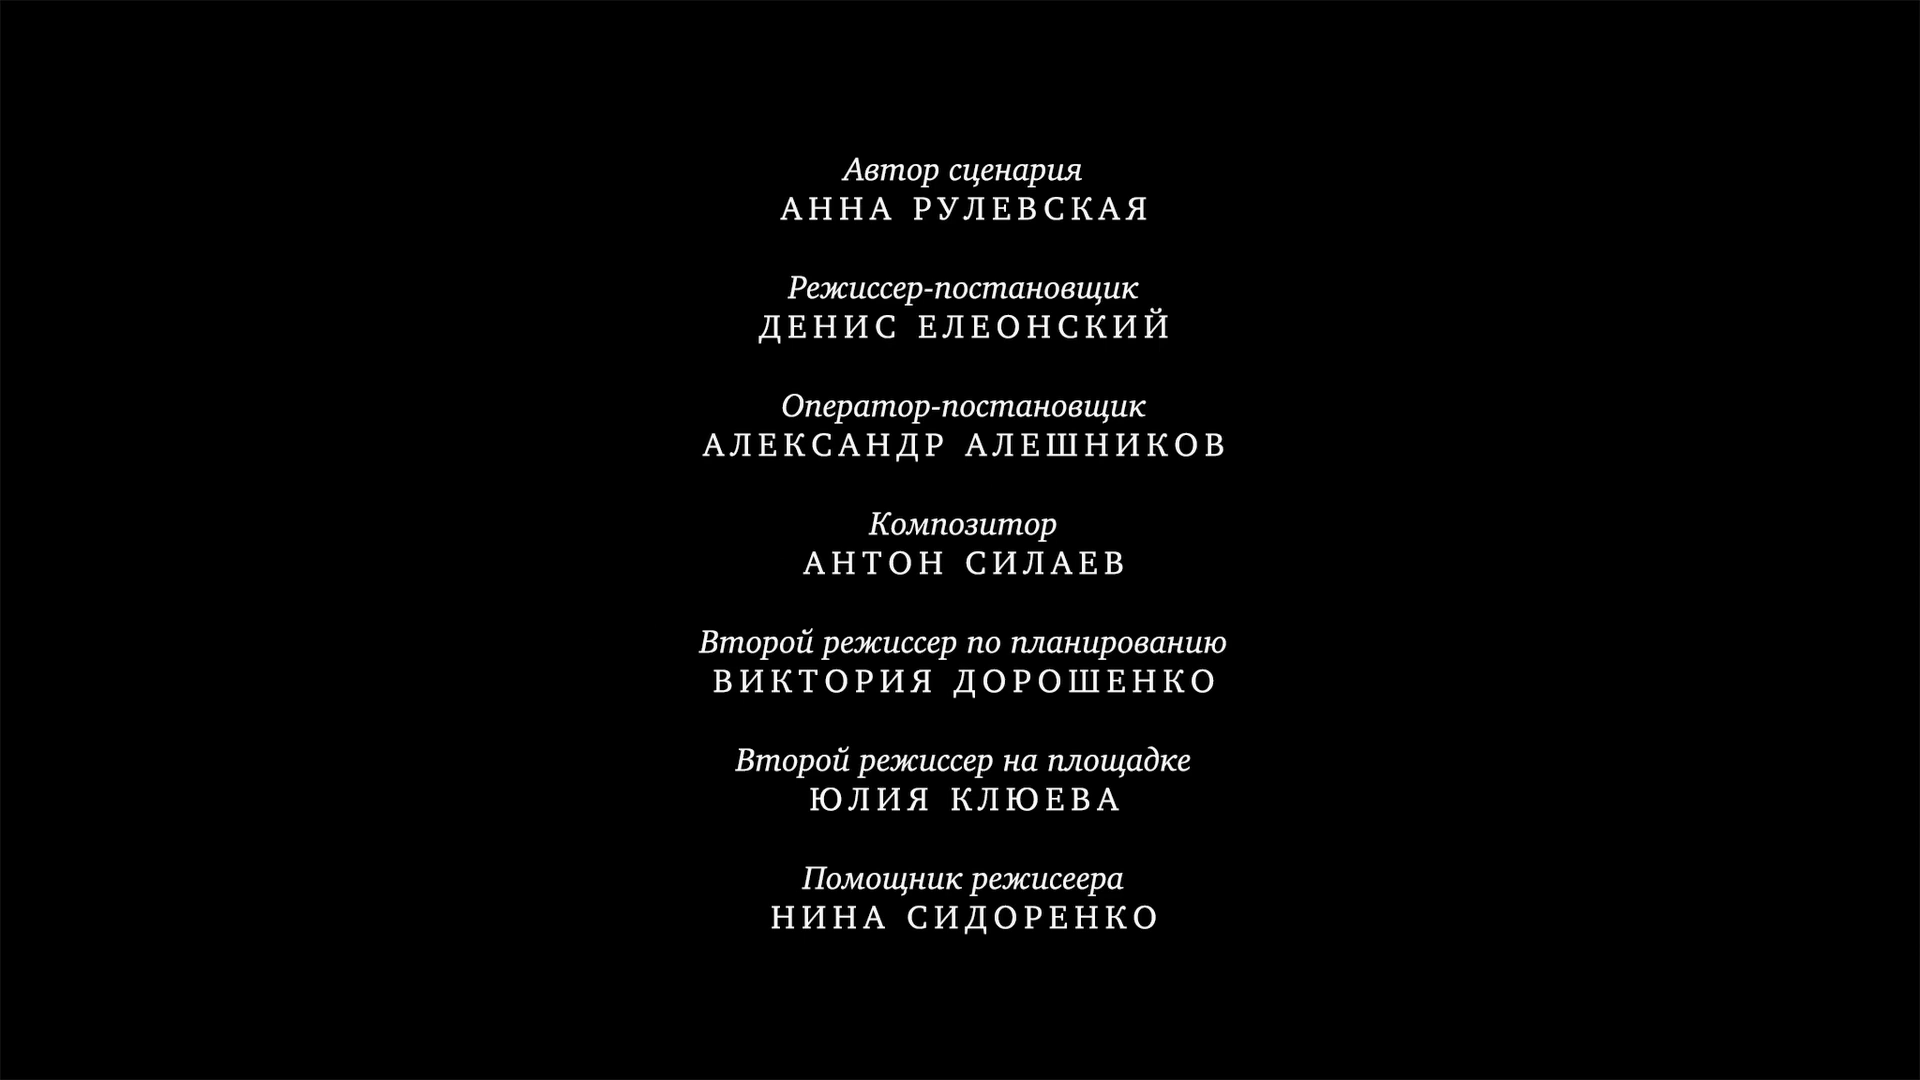 Автор сценария
АННА РУЛЕВСКАЯ
Режиссер-постановщик
ДЕНИС ЕЛЕОНСКИЙ
Оператор-постановщик
АЛЕКСАНДР АЛЕШНИКОВ
Композитор
АНТОН СИЛАЕВ
Второй режиссер по планированию
ВИКТОРИЯ ДОРОШЕНКО
Второй режиссер на площадке
ЮЛИЯ КЛЮЕВА
Помощник режисеера
НИНА СИДОРЕНКО